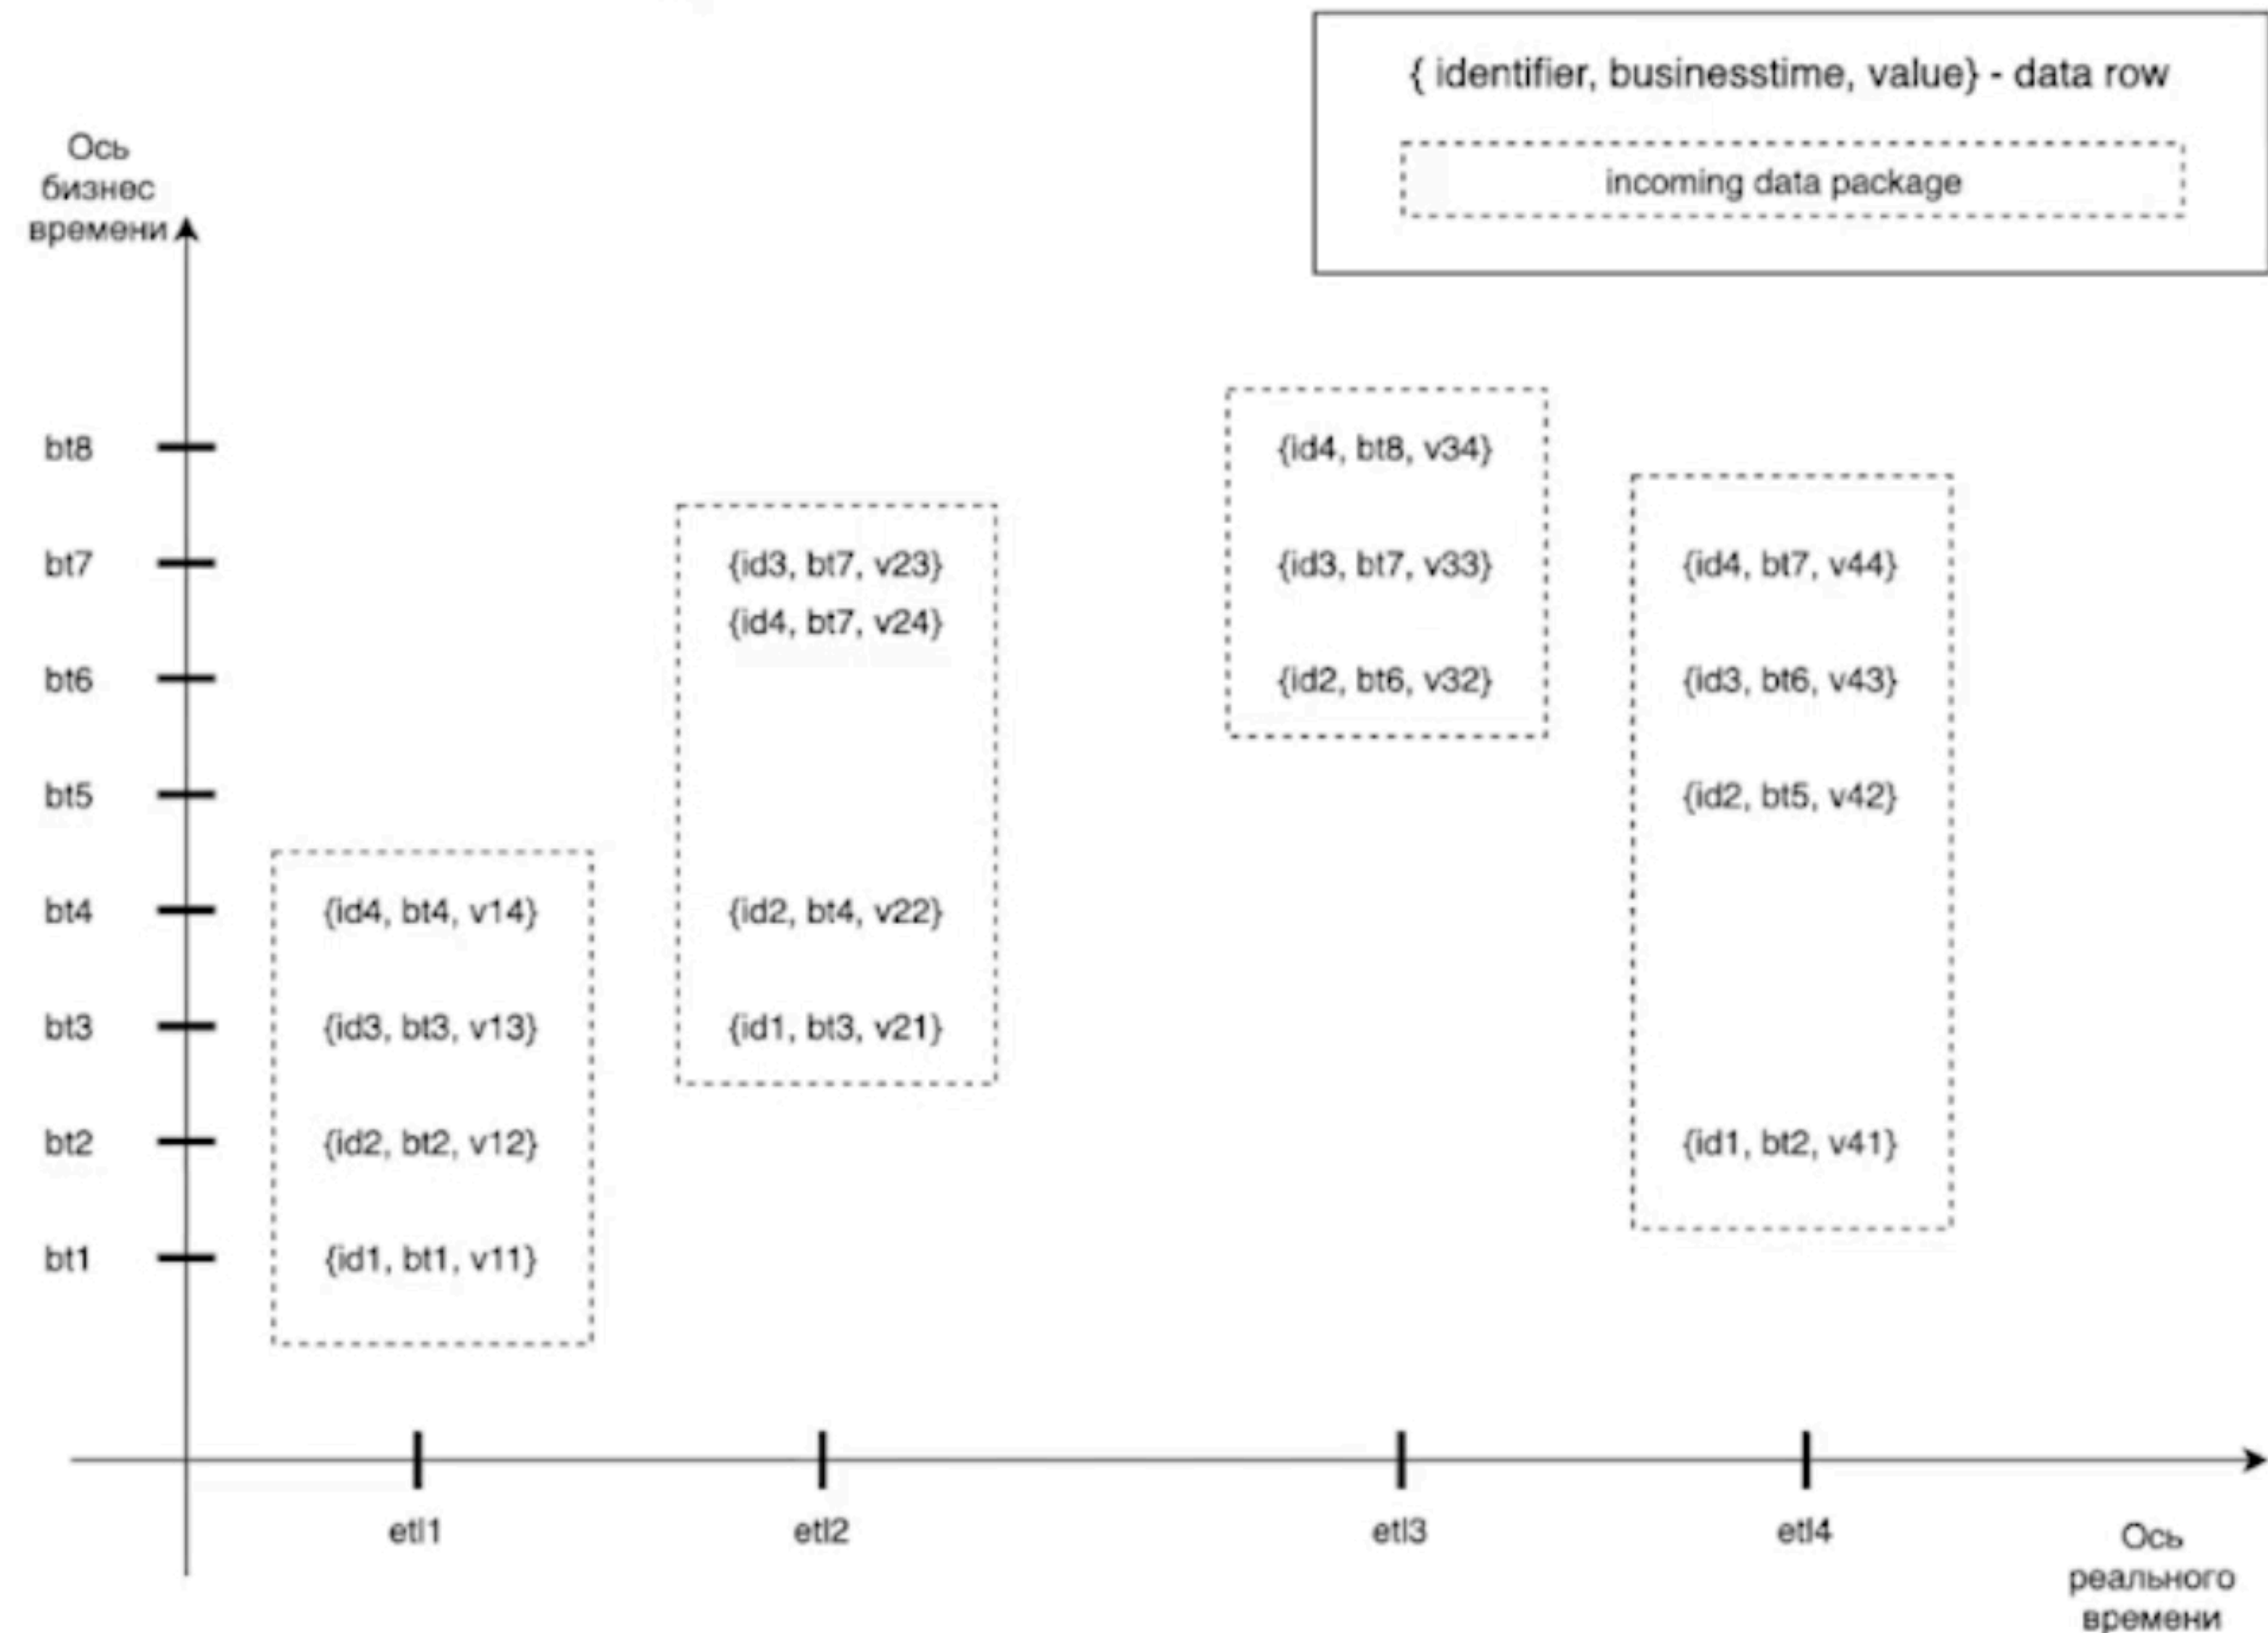 { identifier, businesstime, value} - data row
incoming data package
Ось
бизнес
времени
bt8
{id4, bt8, v34}
bt7
{id3, bt7, v23}
{id3, bt7, v33}
{id4, bt7, v44}
{id4, bt7, v24}
bt6
{id2, bt6, v32}
{id3, bt6, v43}
bt5
{id2, bt5, v42}
bt4
{id4, bt4, v14}
{id2, bt4, v22}
bt3
{id3, bt3, v13}
{id1, bt3, v21}
bt2
{id2, bt2, v12}
{id1, bt2, v41}
bt1
{id1, bt1, v11}
etl1
etl2
etl3
etl4
Ось
реального
времени